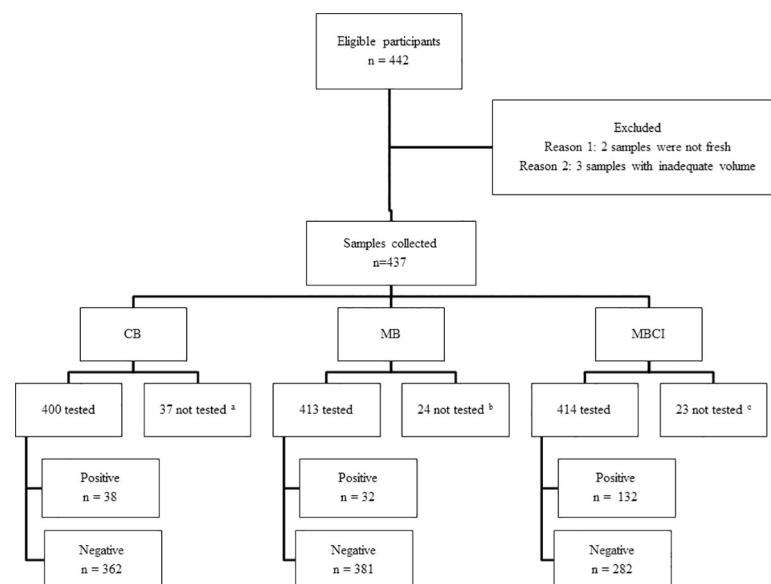 Eligible participants
n = 442
Excluded
Reason 1: 2 samples were not fresh
Reason 2: 3 samples with inadequate volume
Samples collected
n=437
CB
MB
MBCI
400 tested
37 not tested a
413 tested
24 not tested b
414 tested
23 not tested c
Positive
n = 38
Positive
n = 32
Positive
n = 132
Negative
n = 362
Negative
n = 381
Negative
n = 282